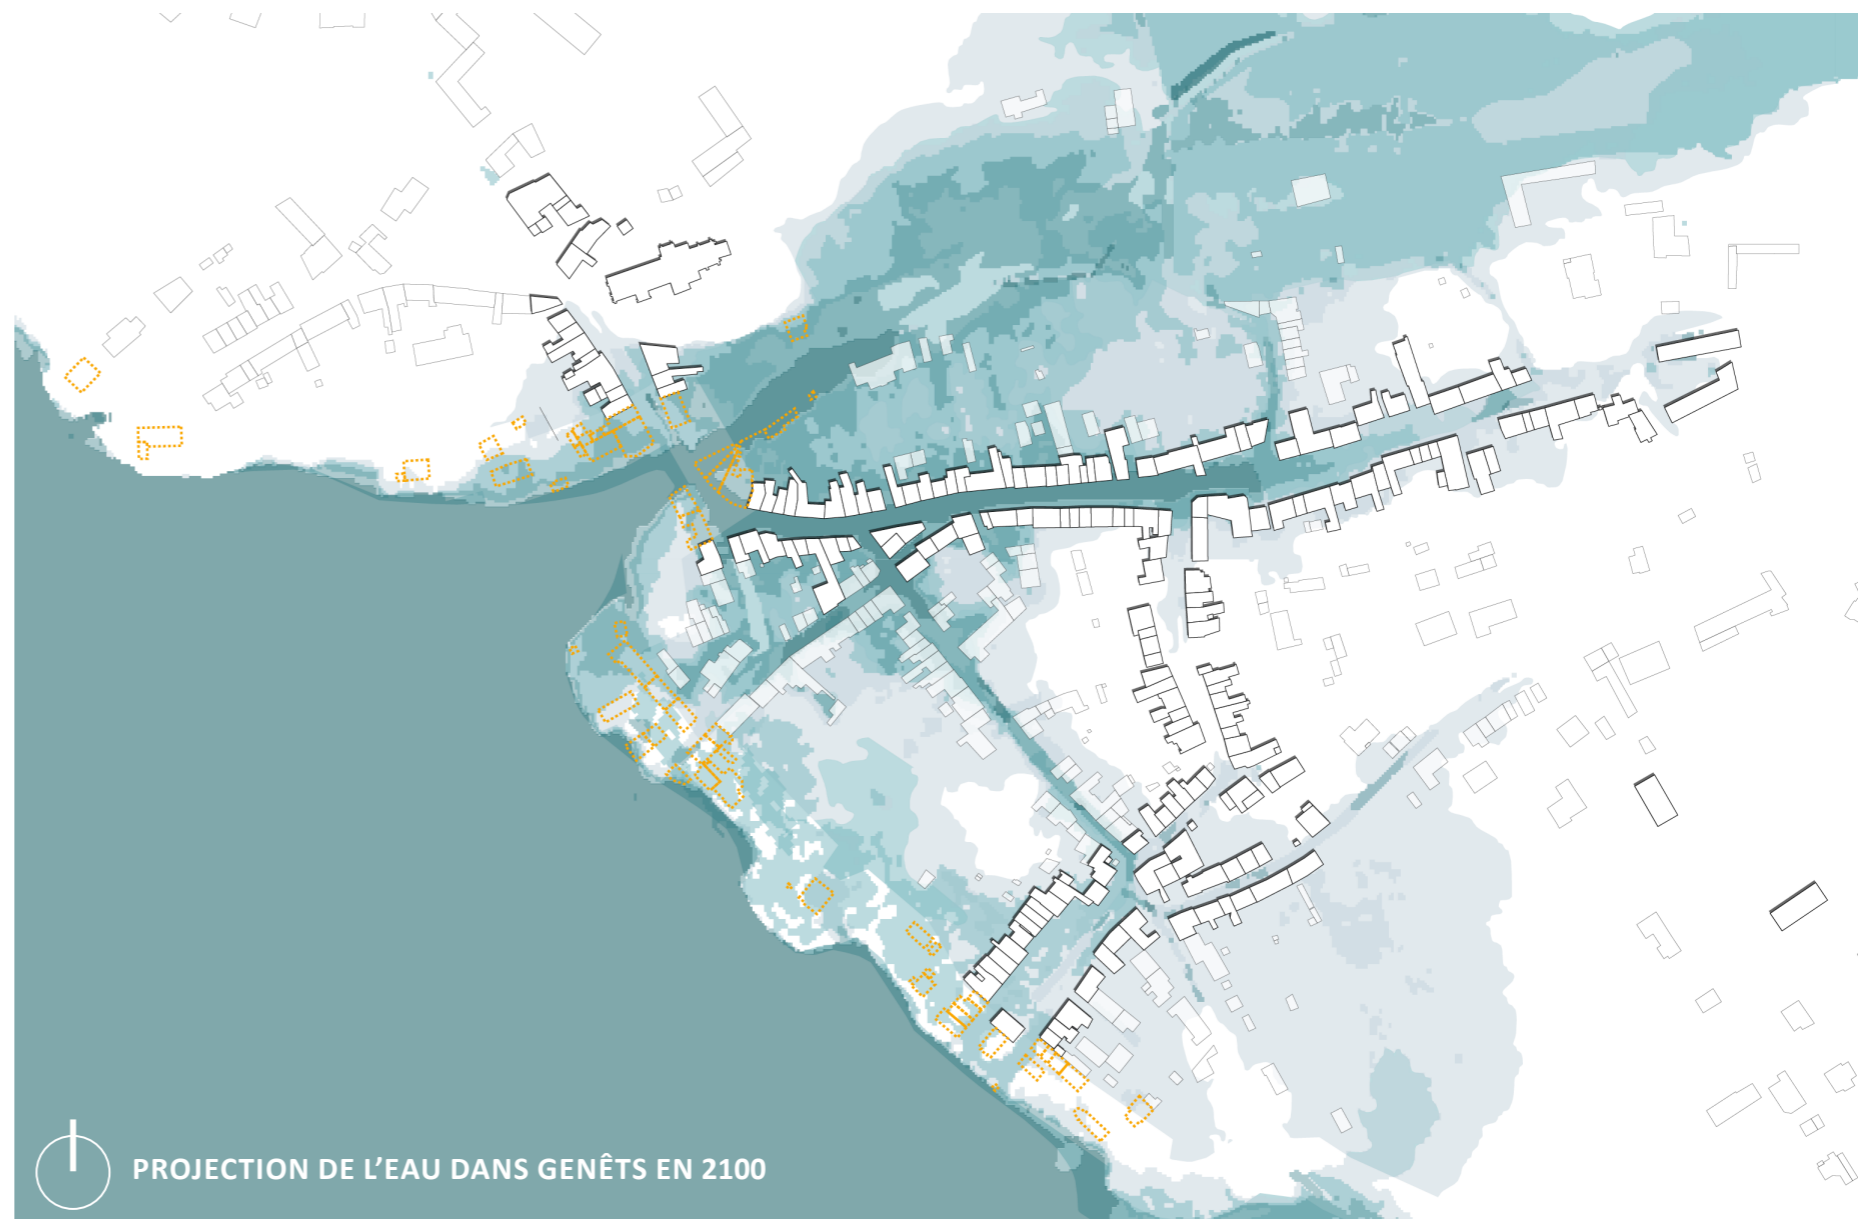 PROJECTION DE L’EAU DANS GENÊTS EN 2100